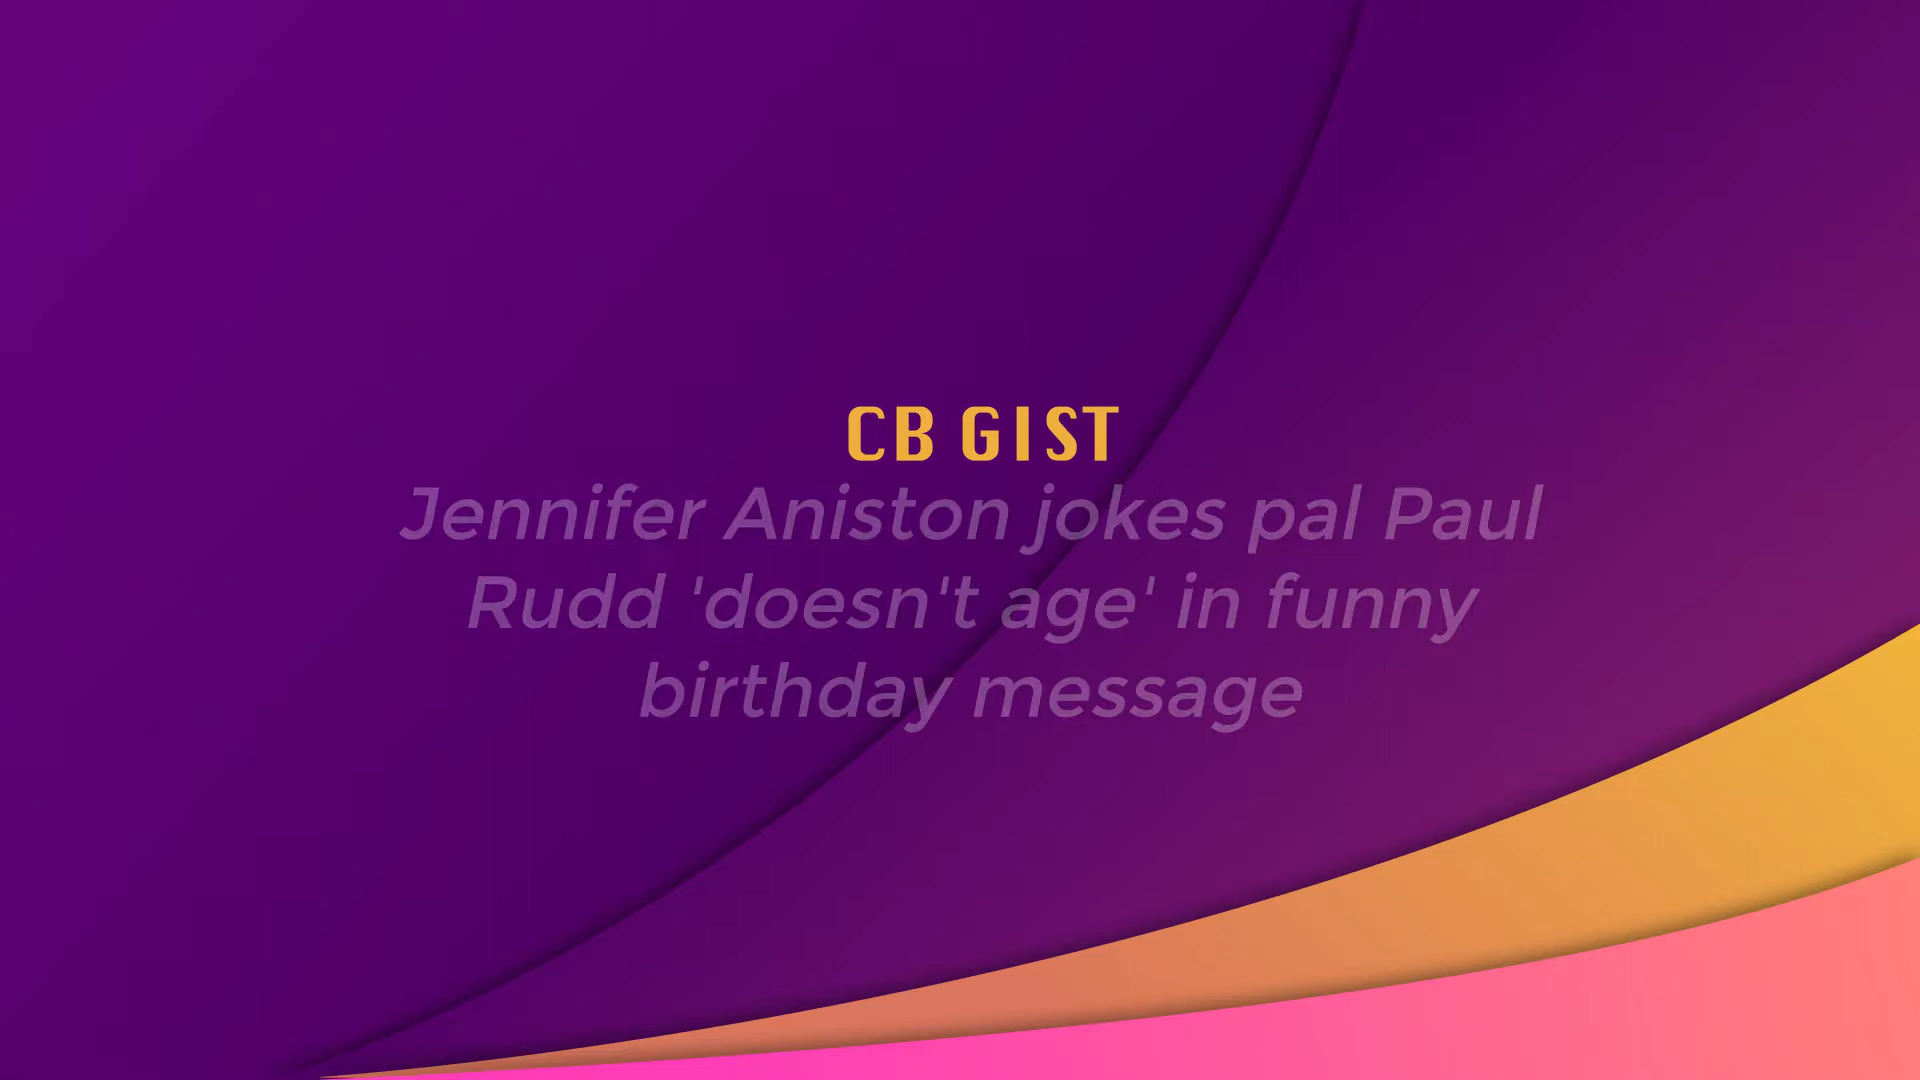 CB GIST
Jennifer Aniston jokes pal Paul
Rudd 'doesn't age' in funny
birthday message